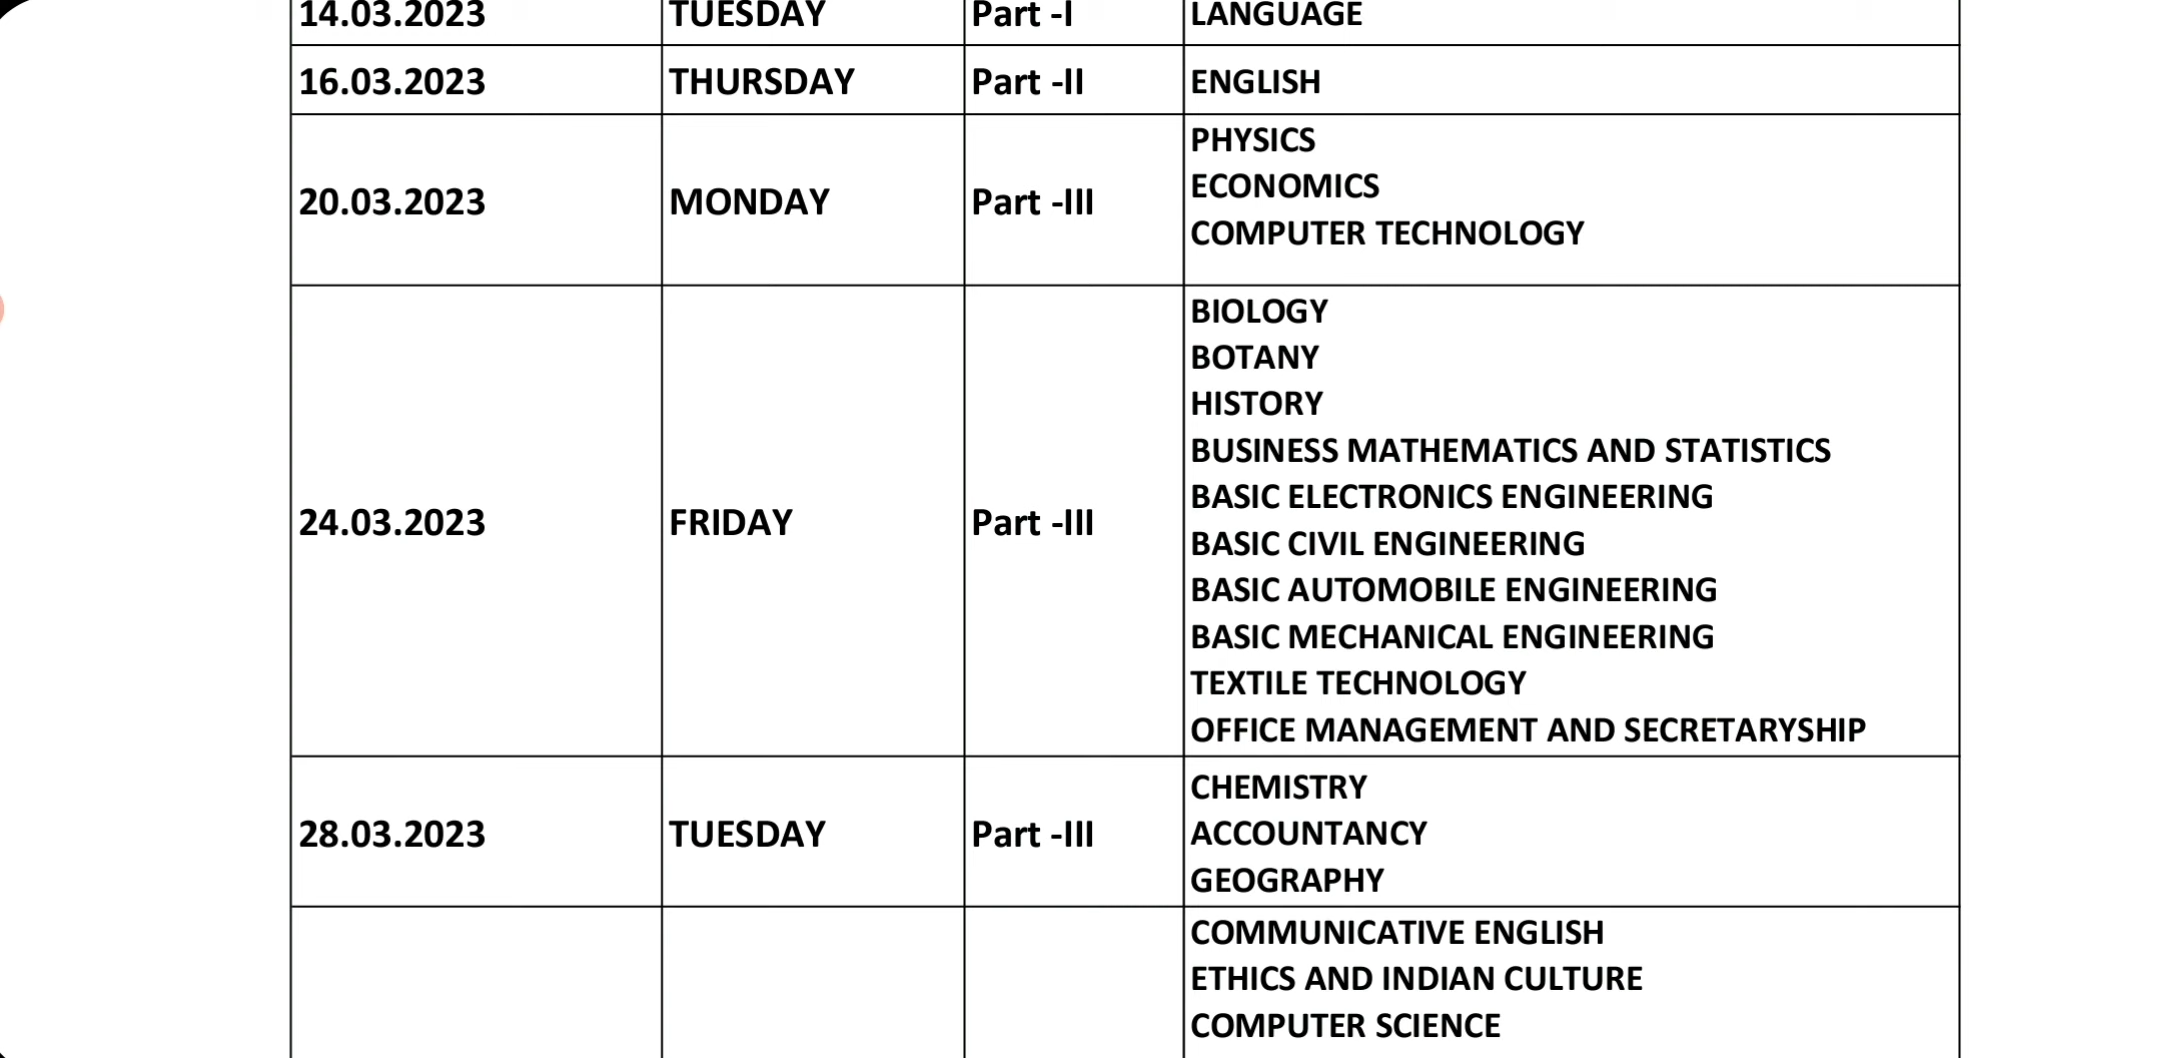 14.03.2023 TUESDAY Part -I LANGUAGE
16.03.2023 THURSDAY Part -II ENGLISH
PHYSICS
ECONOMICS
20.03.2023 MONDAY Part -III
COMPUTER TECHNOLOGY
BIOLOGY
BOTANY
HISTORY
BUSINESS MATHEMATICS AND STATISTICS
BASIC ELECTRONICS ENGINEERING
24.03.2023 FRIDAY Part -III
BASIC CIVIL ENGINEERING
BASIC AUTOMOBILE ENGINEERING
BASIC MECHANICAL ENGINEERING
TEXTILE TECHNOLOGY
OFFICE MANAGEMENT AND SECRETARYSHIP
CHEMISTRY
28.03.2023 TUESDAY Part -III ACCOUNTANCY
GEOGRAPHY
COMMUNICATIVE ENGLISH
ETHICS AND INDIAN CULTURE
COMPUTER SCIENCE